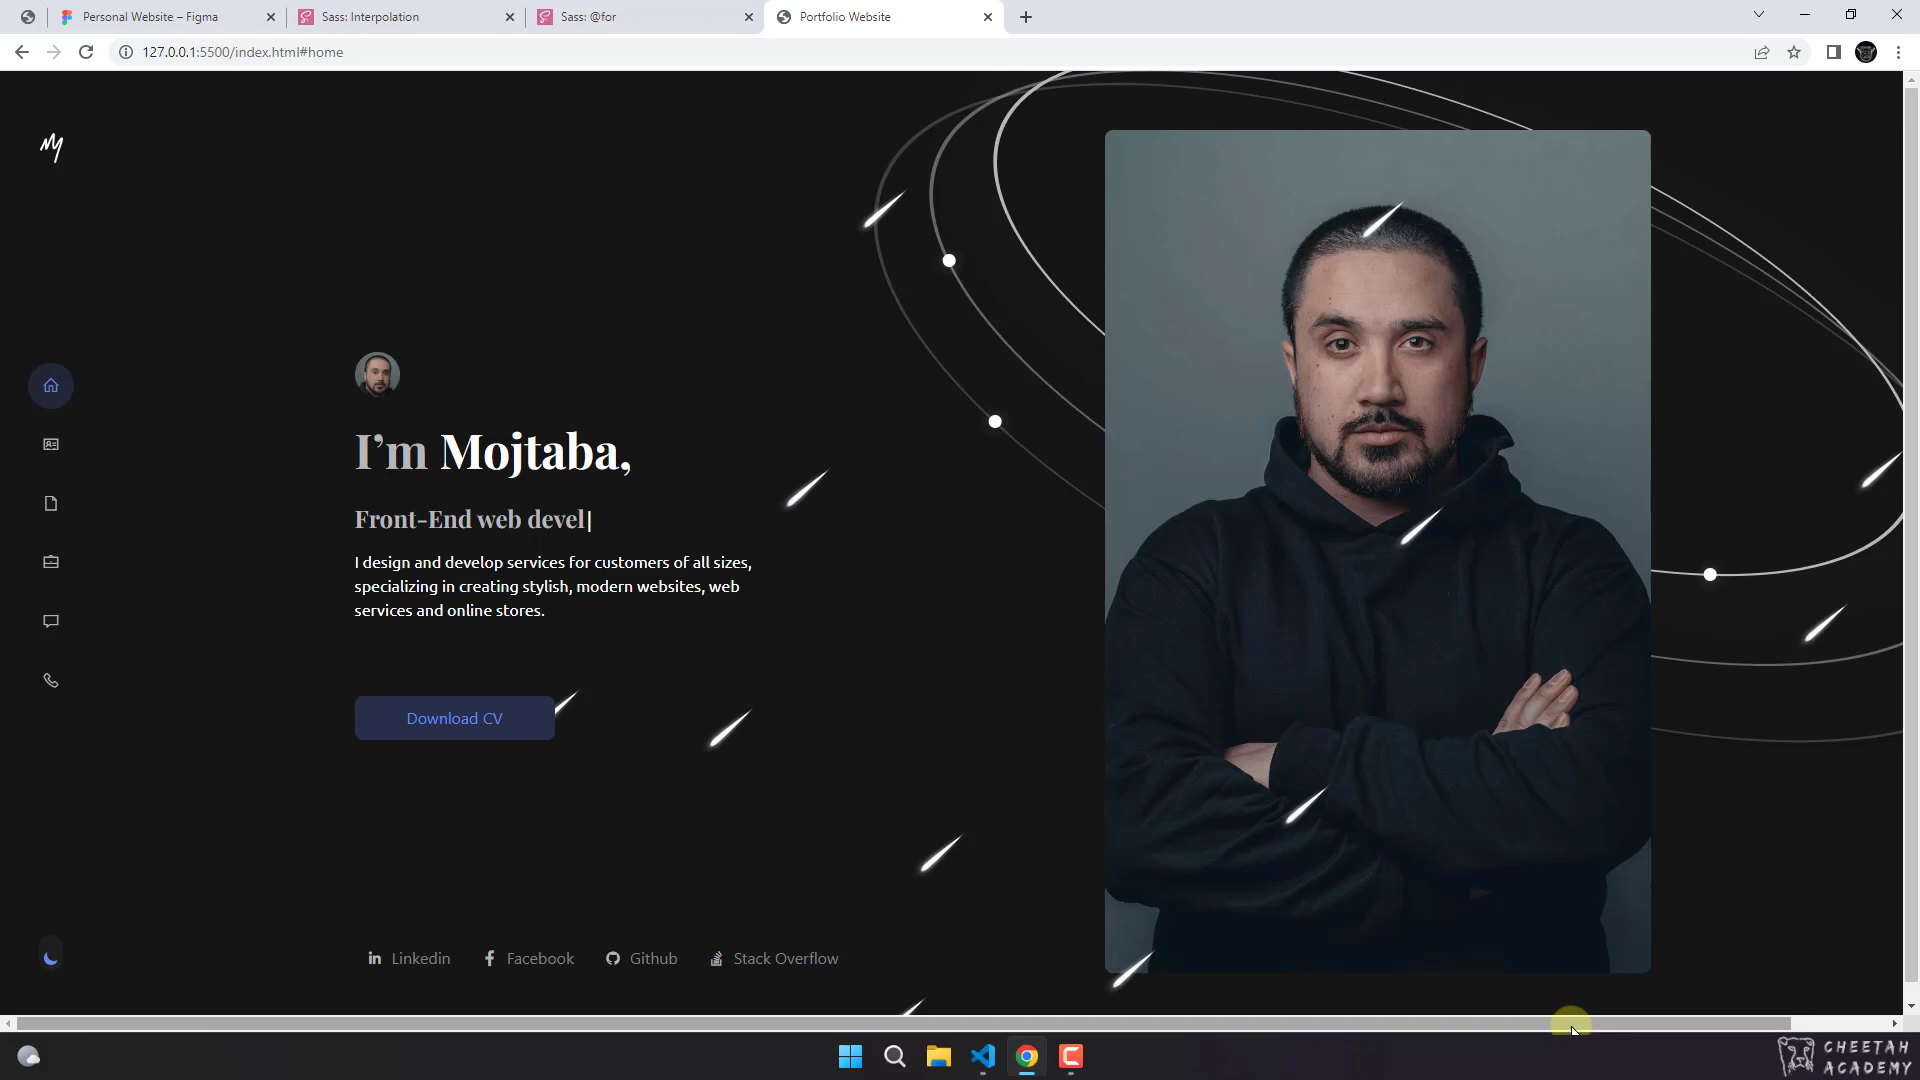 Personal Website – Figma
Sass: Interpolation
Sass: @for
Portfolio Website
127.0.0.1:5500/index.html#home
I’m Mojtaba,
Front-End web devel|
I design and develop services for customers of all sizes,
specializing in creating stylish, modern websites, web
services and online stores.
Download CV
Linkedin
Facebook
Github
Stack Overflow
CHEETAH
ACADEMY